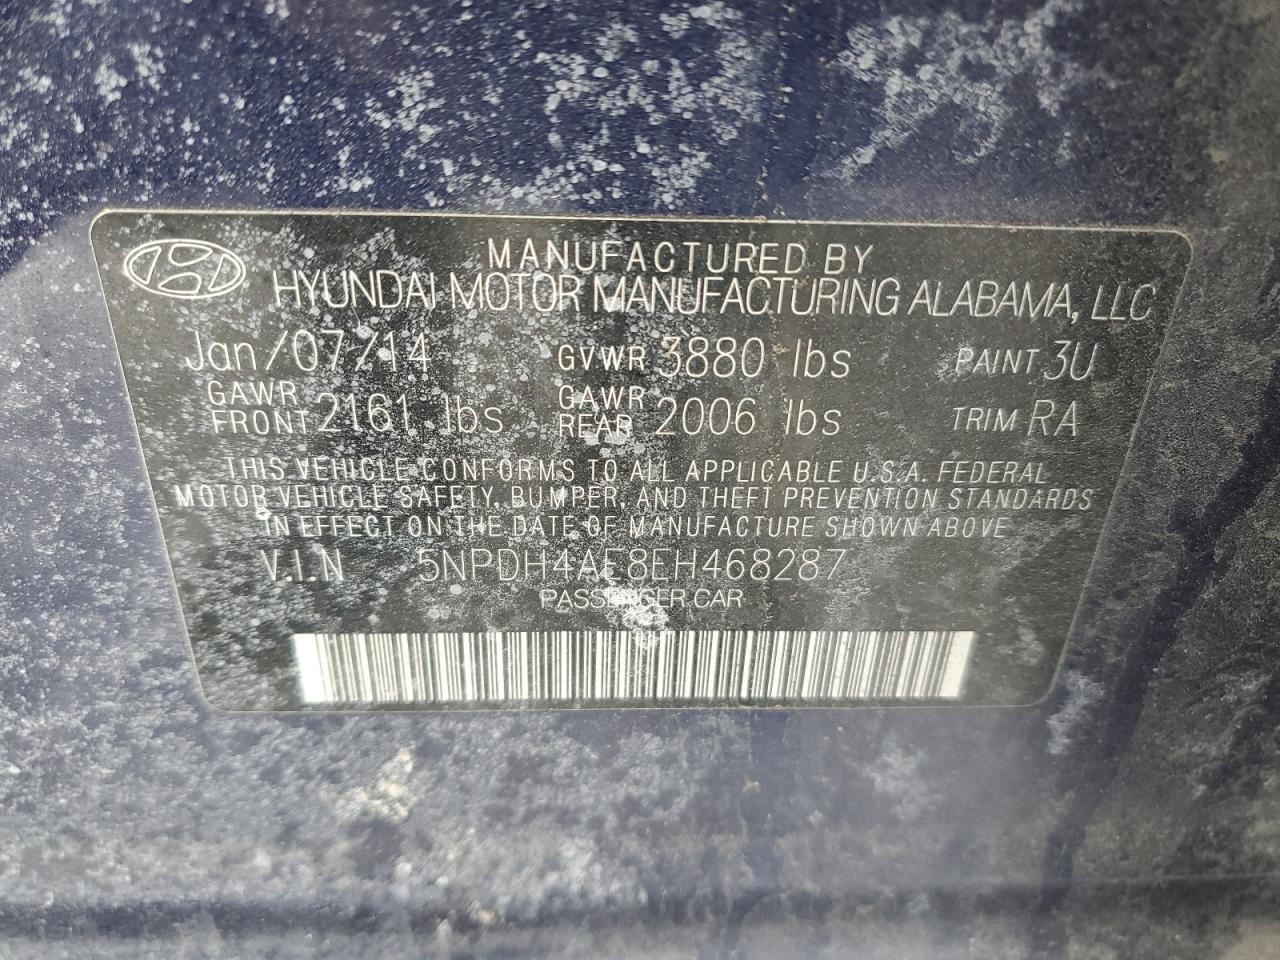 MANUFACTURED BY
HYUNDAI MOTOR MANUFACTURING ALABAMA, LLC
Jan/07/14 GVWR 3880 lbs PAINT 3U
GAWR FRONT 2161 lbs GAWR REAR 2006 lbs TRIM RA
THIS VEHICLE CONFORMS TO ALL APPLICABLE U.S.A. FEDERAL
MOTOR VEHICLE SAFETY, BUMPER, AND THEFT PREVENTION STANDARDS
IN EFFECT ON THE DATE OF MANUFACTURE SHOWN ABOVE
V.I.N 5NPDH4AE8EH468287
PASSENGER CAR